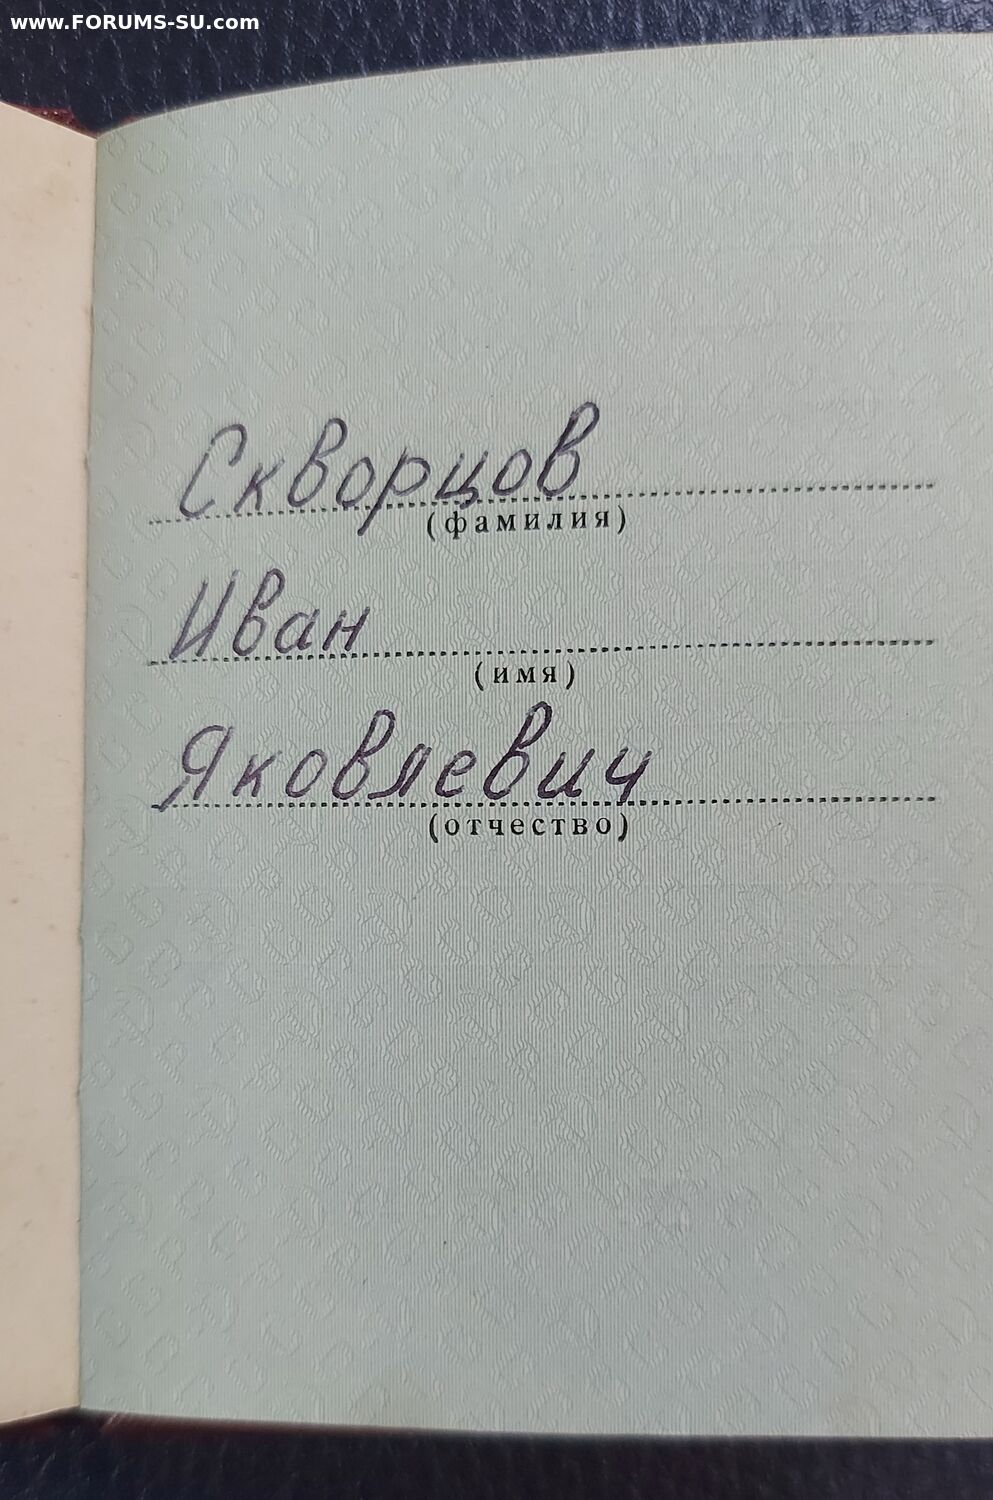 www.FORUMS-SU.com
Скворцов
(фамилия)
Иван
(имя)
Яковлевич
(отчество)